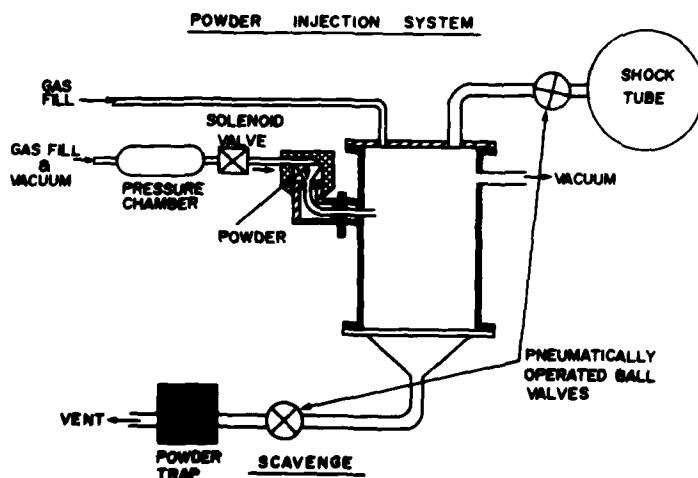 POWDER INJECTION SYSTEM
SHOCK
TUBE
GAS
FILL
SOLENOID
VALVE
GAS FILL
&
VACUUM
PRESSURE
CHAMBER
VACUUM
POWDER
PNEUMATICALLY
OPERATED BALL
VALVES
VENT
POWDER
TRAP
SCAVENGE